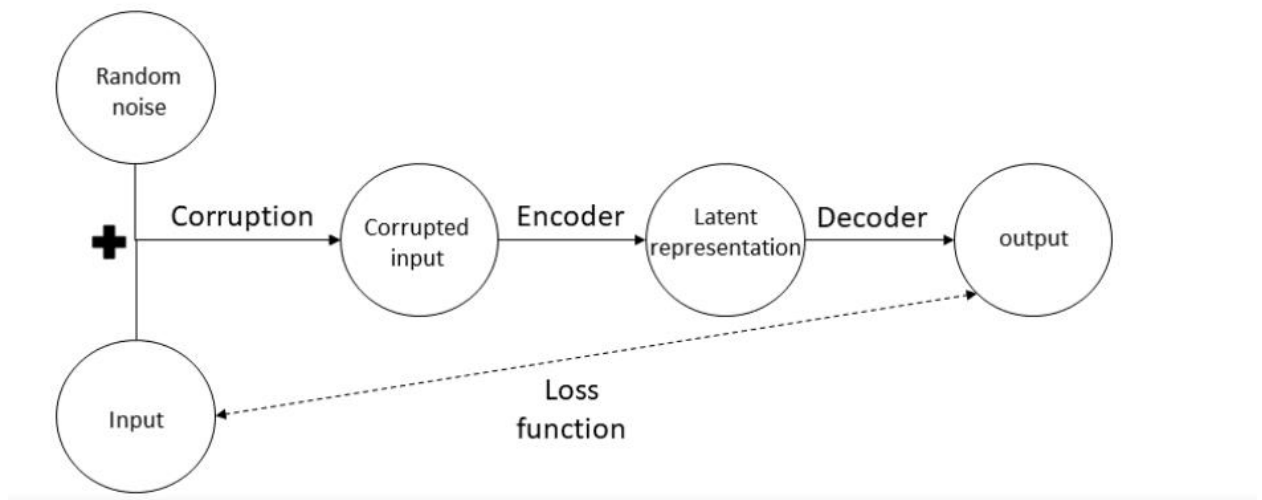 Random
noise
Corruption
Corrupted
input
Encoder
Latent
representation
Decoder
output
Input
Loss
function